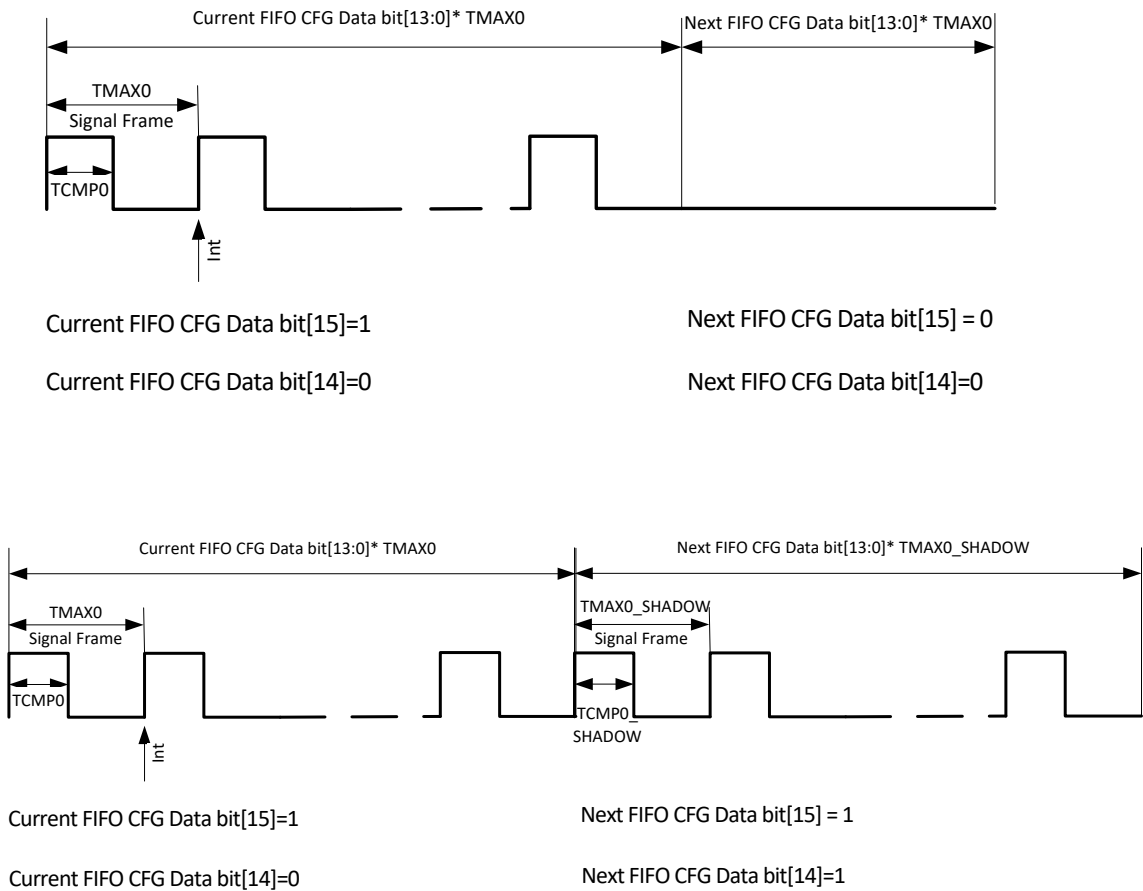 Current FIFO CFG Data bit[13:0]* TMAX0
Next FIFO CFG Data bit[13:0]* TMAX0
TMAX0
Signal Frame
TCMP0
Int
Current FIFO CFG Data bit[15]=1
Next FIFO CFG Data bit[15] = 0
Current FIFO CFG Data bit[14]=0
Next FIFO CFG Data bit[14]=0
Current FIFO CFG Data bit[13:0]* TMAX0
Next FIFO CFG Data bit[13:0]* TMAX0_SHADOW
TMAX0
Signal Frame
TCMP0
Int
TMAX0_SHADOW
Signal Frame
TCMP0_
SHADOW
Current FIFO CFG Data bit[15]=1
Next FIFO CFG Data bit[15] = 1
Current FIFO CFG Data bit[14]=0
Next FIFO CFG Data bit[14]=1